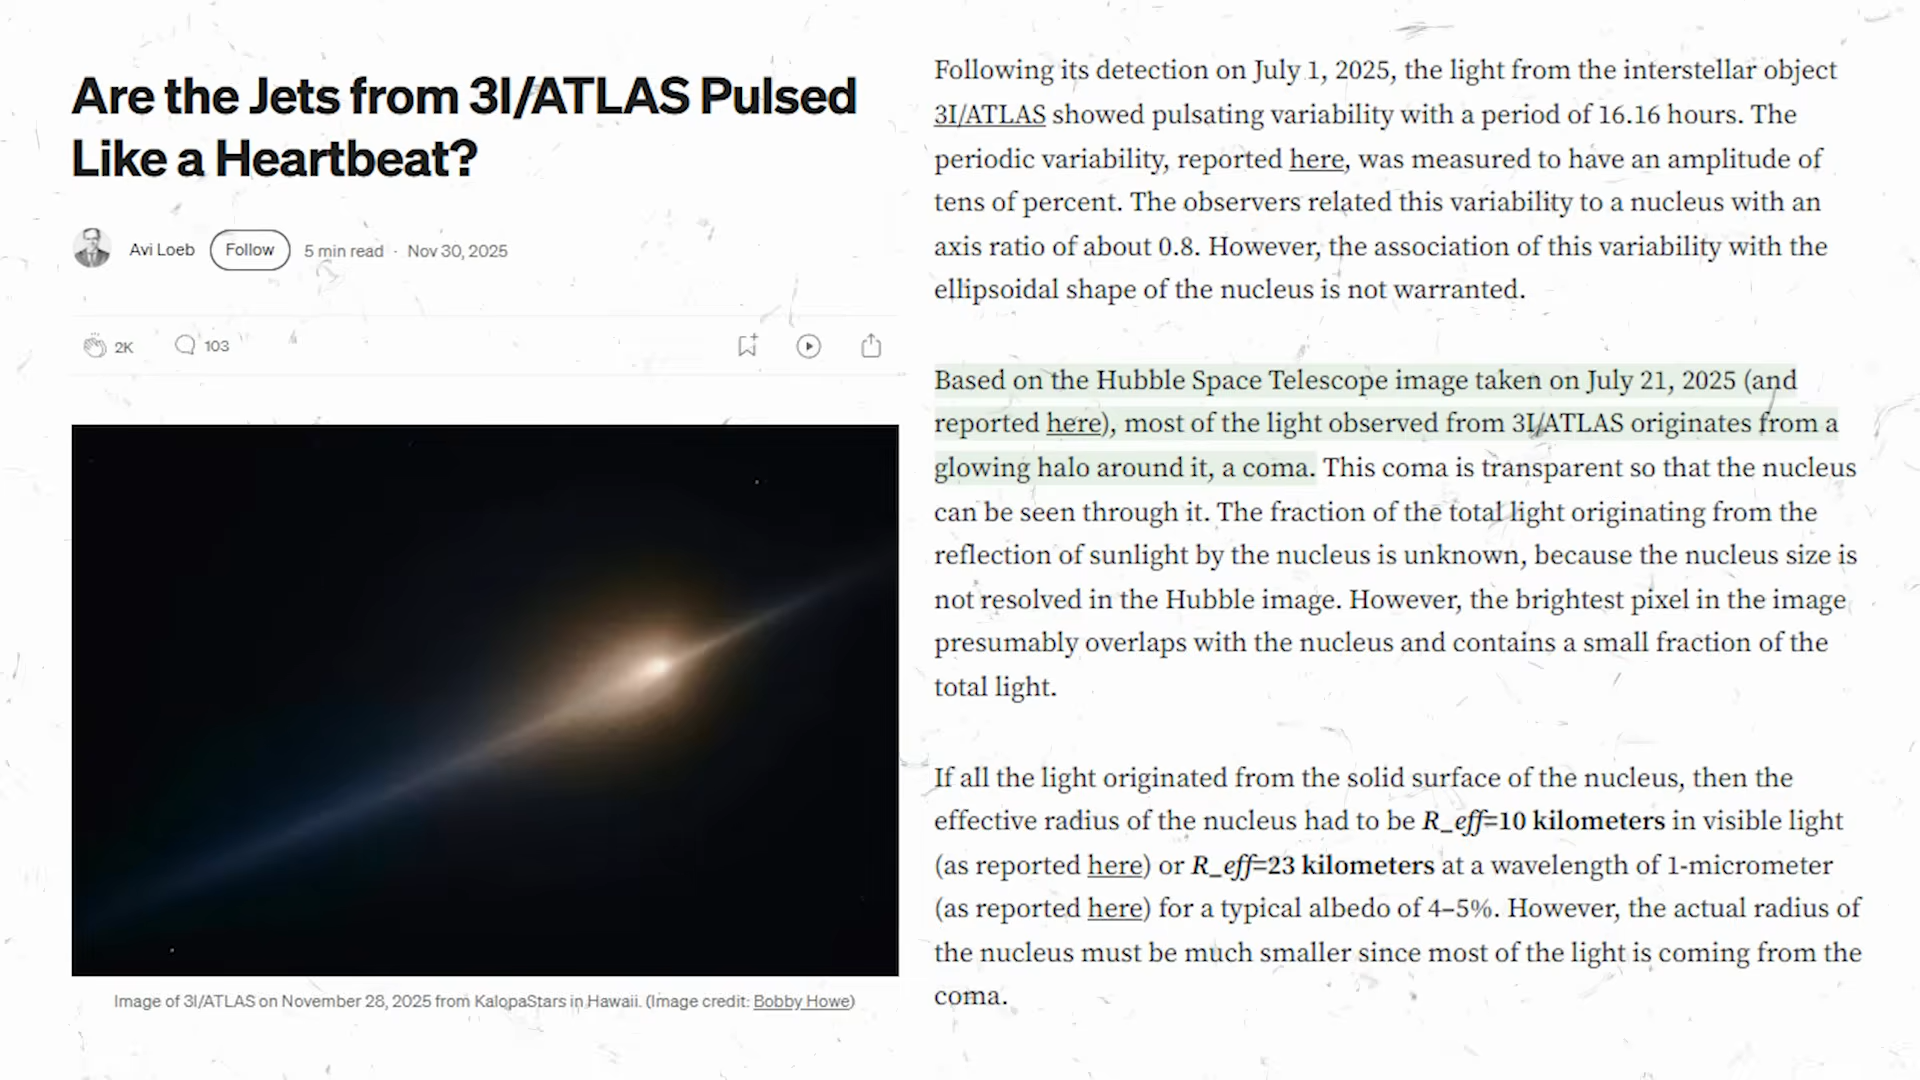 Are the Jets from 3I/ATLAS Pulsed
Like a Heartbeat?
Avi Loeb
Follow
5 min read · Nov 30, 2025
2K
103
Image of 3I/ATLAS on November 28, 2025 from KalopaStars in Hawaii. (Image credit: Bobby Howe)
Following its detection on July 1, 2025, the light from the interstellar object
3I/ATLAS showed pulsating variability with a period of 16.16 hours. The
periodic variability, reported here, was measured to have an amplitude of
tens of percent. The observers related this variability to a nucleus with an
axis ratio of about 0.8. However, the association of this variability with the
ellipsoidal shape of the nucleus is not warranted.
Based on the Hubble Space Telescope image taken on July 21, 2025 (and
reported here), most of the light observed from 3I/ATLAS originates from a
glowing halo around it, a coma. This coma is transparent so that the nucleus
can be seen through it. The fraction of the total light originating from the
reflection of sunlight by the nucleus is unknown, because the nucleus size is
not resolved in the Hubble image. However, the brightest pixel in the image
presumably overlaps with the nucleus and contains a small fraction of the
total light.
If all the light originated from the solid surface of the nucleus, then the
effective radius of the nucleus had to be R_eff=10 kilometers in visible light
(as reported here) or R_eff=23 kilometers at a wavelength of 1-micrometer
(as reported here) for a typical albedo of 4–5%. However, the actual radius of
the nucleus must be much smaller since most of the light is coming from the
coma.